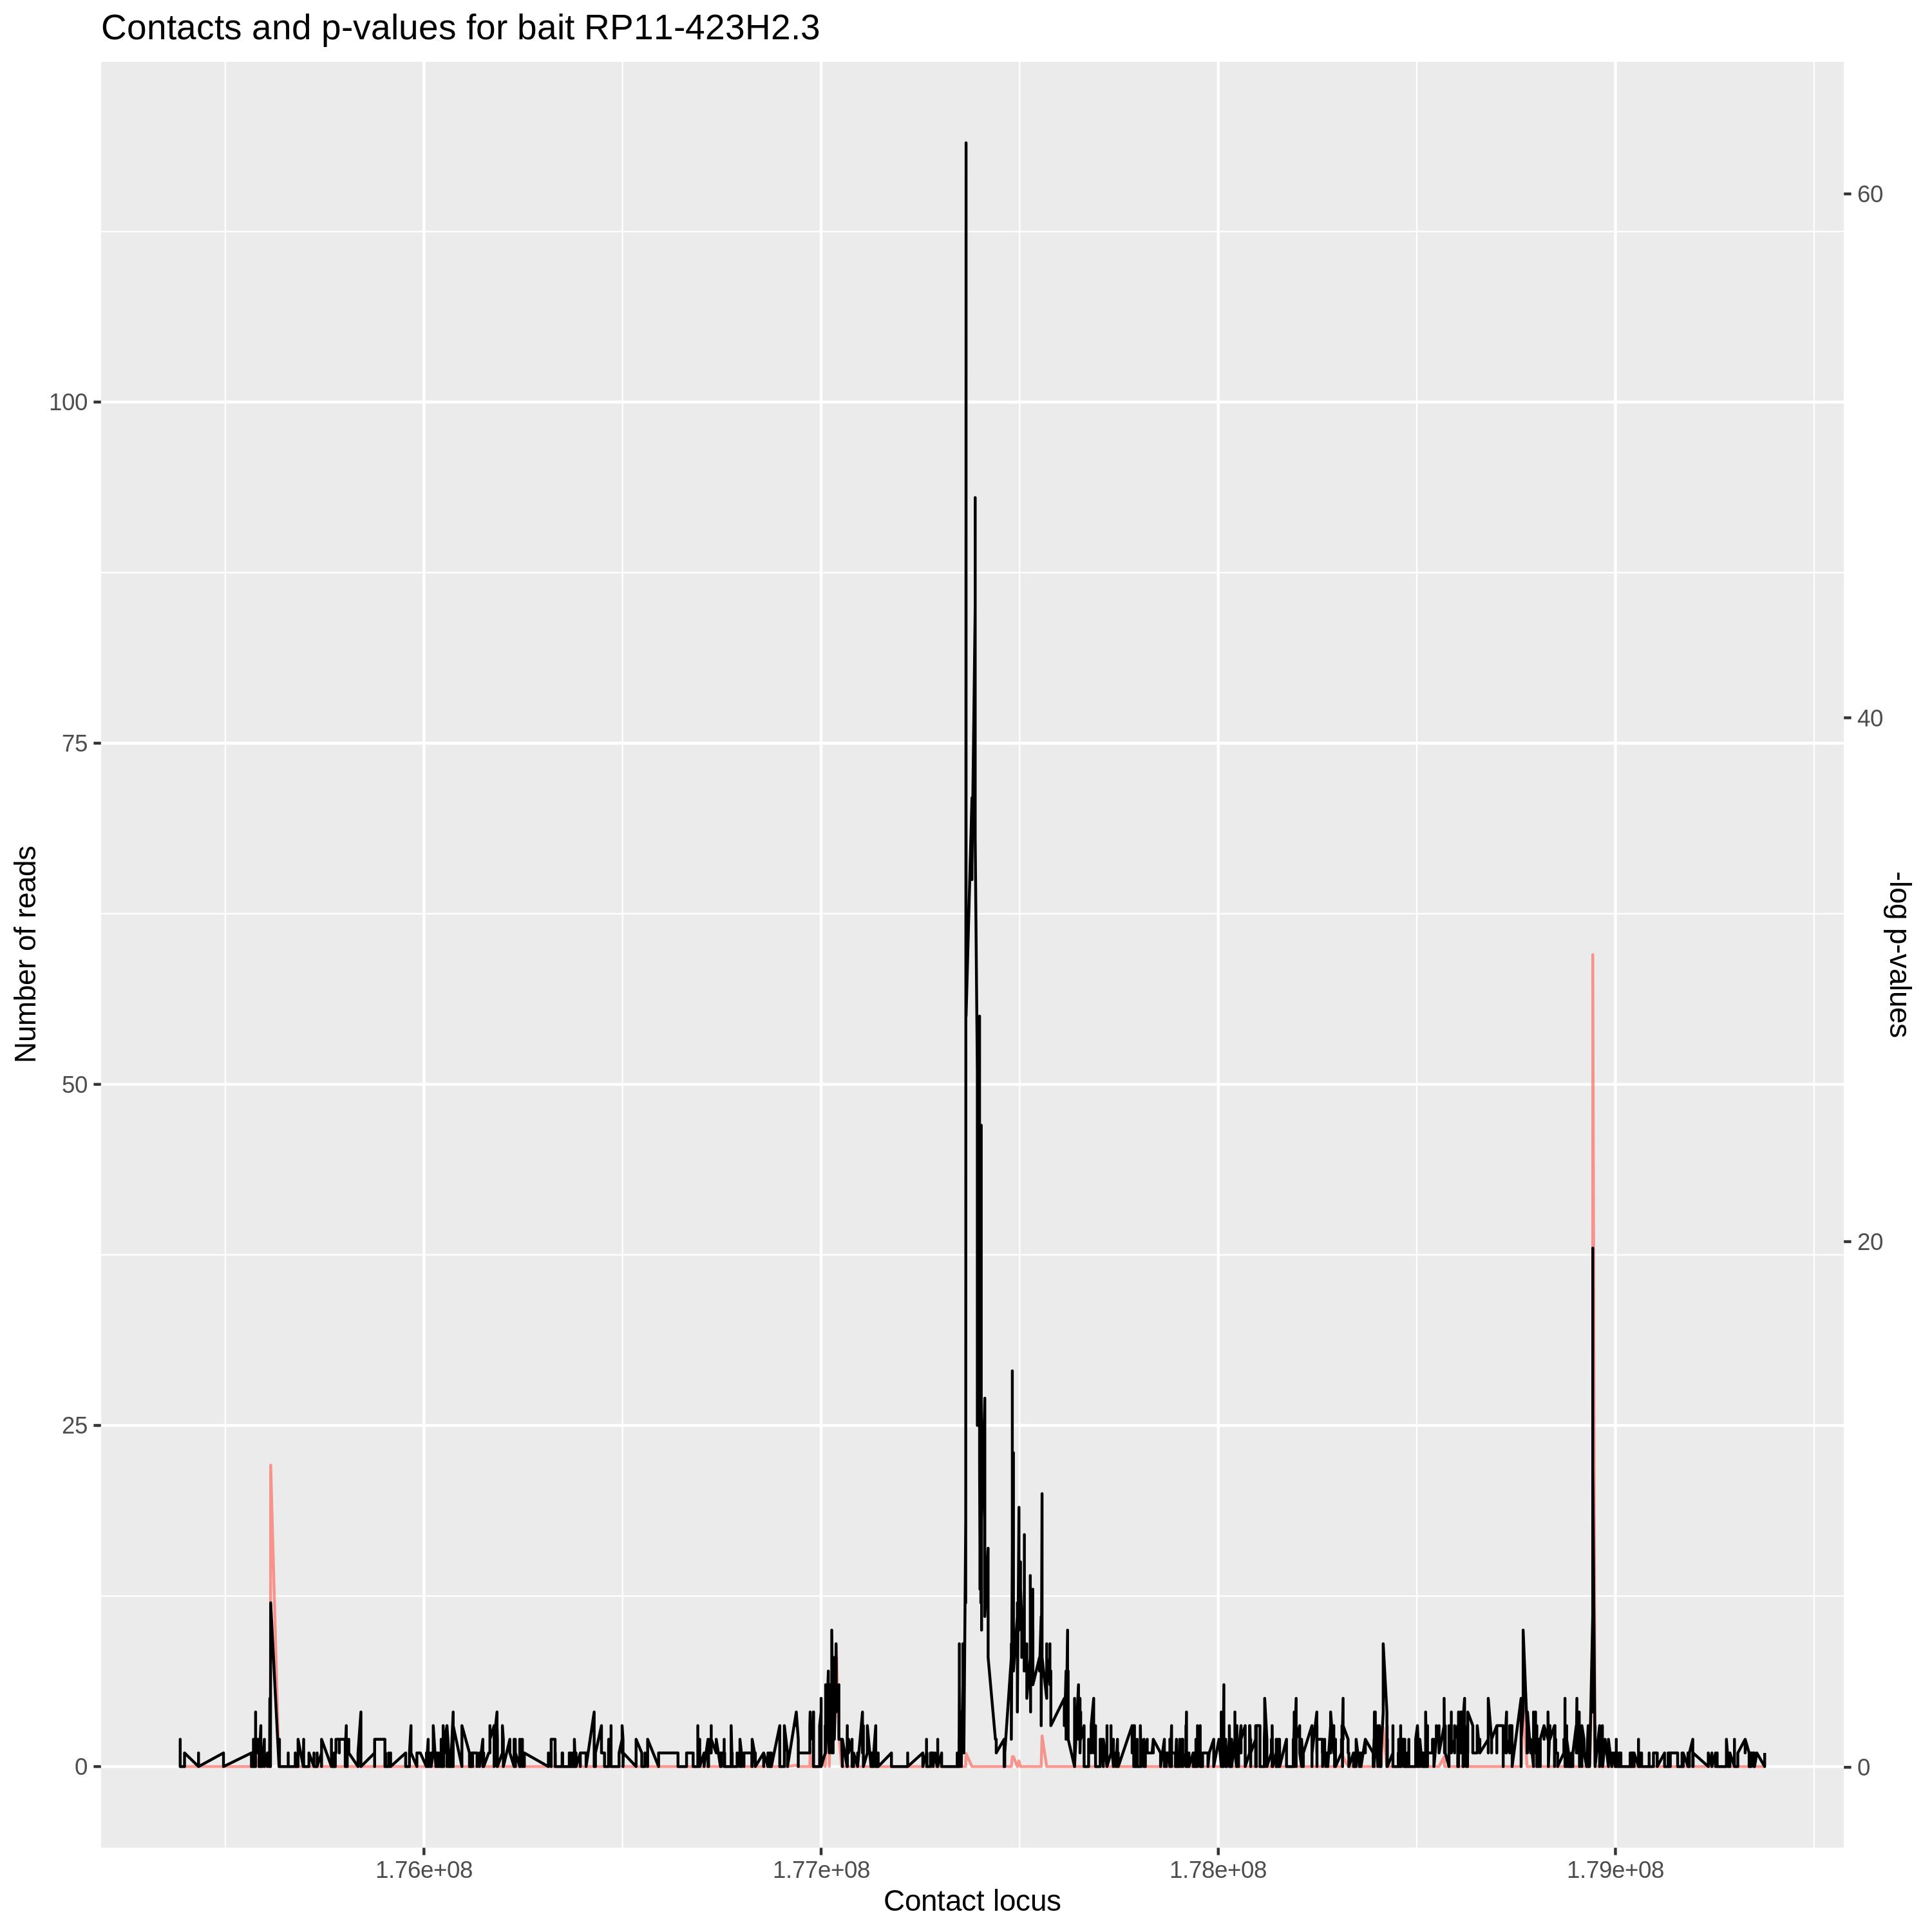 Contacts and p-values for bait RP11-423H2.3
60
100
40
75
Number of reads
-log p-values
50
20
25
0
0
1.76e+08
1.77e+08
1.78e+08
1.79e+08
Contact locus